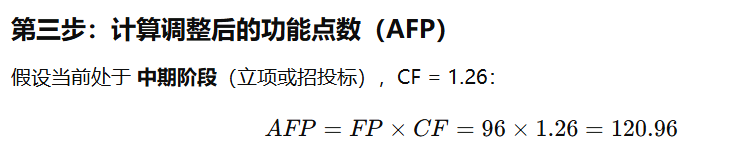 第三步：计算调整后的功能点数（AFP）
假设当前处于 中期阶段（立项或招投标），CF = 1.26：
AFP = FP × CF = 96 × 1.26 = 120.96